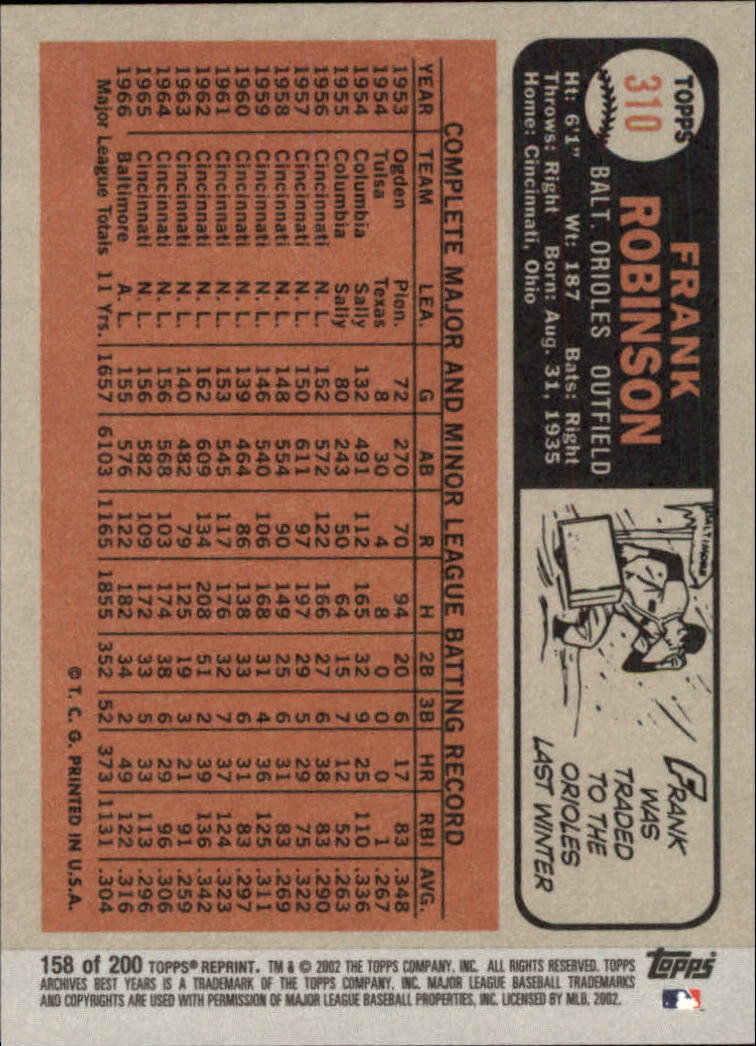 TOPPS
310
FRANK
ROBINSON
BALT. ORIOLES OUTFIELD
Ht: 6'1" Wt: 187 Bats: Right
Throws: Right Born: Aug. 31, 1935
Home: Cincinnati, Ohio
BALTIMORE
FRANK
WAS
TRADED
TO THE
ORIOLES
LAST WINTER
COMPLETE MAJOR AND MINOR LEAGUE BATTING RECORD
YEAR TEAM LEA. G AB R H 2B 3B HR RBI AVG.
1953 Ogden Pion. 72 270 70 94 20 6 17 83 .348
1954 Tulsa Texas 8 30 4 8 0 0 0 1 .267
1954 Columbia Sally 132 491 112 165 32 9 25 110 .336
1955 Columbia Sally 80 243 50 64 15 7 12 52 .263
1956 Cincinnati N. L. 152 572 122 166 27 6 38 83 .290
1957 Cincinnati N. L. 150 611 97 197 29 5 29 75 .322
1958 Cincinnati N. L. 148 554 90 149 25 6 31 83 .269
1959 Cincinnati N. L. 146 540 106 168 31 4 36 125 .311
1960 Cincinnati N. L. 139 464 86 138 33 6 31 83 .297
1961 Cincinnati N. L. 153 545 117 176 32 7 37 124 .323
1962 Cincinnati N. L. 162 609 134 208 51 2 39 136 .342
1963 Cincinnati N. L. 140 482 79 125 19 3 21 91 .259
1964 Cincinnati N. L. 156 568 103 174 38 6 29 96 .306
1965 Cincinnati N. L. 156 582 109 172 33 5 33 113 .296
1966 Baltimore A. L. 155 576 122 182 34 2 49 122 .316
Major League Totals 11 Yrs. 1657 6103 1165 1855 352 52 373 1131 .304
© T. C. G. PRINTED IN U.S.A.
158 of 200 TOPPS® REPRINT. TM & © 2002 THE TOPPS COMPANY, INC. ALL RIGHTS RESERVED. TOPPS
ARCHIVES BEST YEARS IS A TRADEMARK OF THE TOPPS COMPANY, INC. MAJOR LEAGUE BASEBALL TRADEMARKS
AND COPYRIGHTS ARE USED WITH PERMISSION OF MAJOR LEAGUE BASEBALL PROPERTIES, INC. LICENSED BY MLB, 2002.
topps